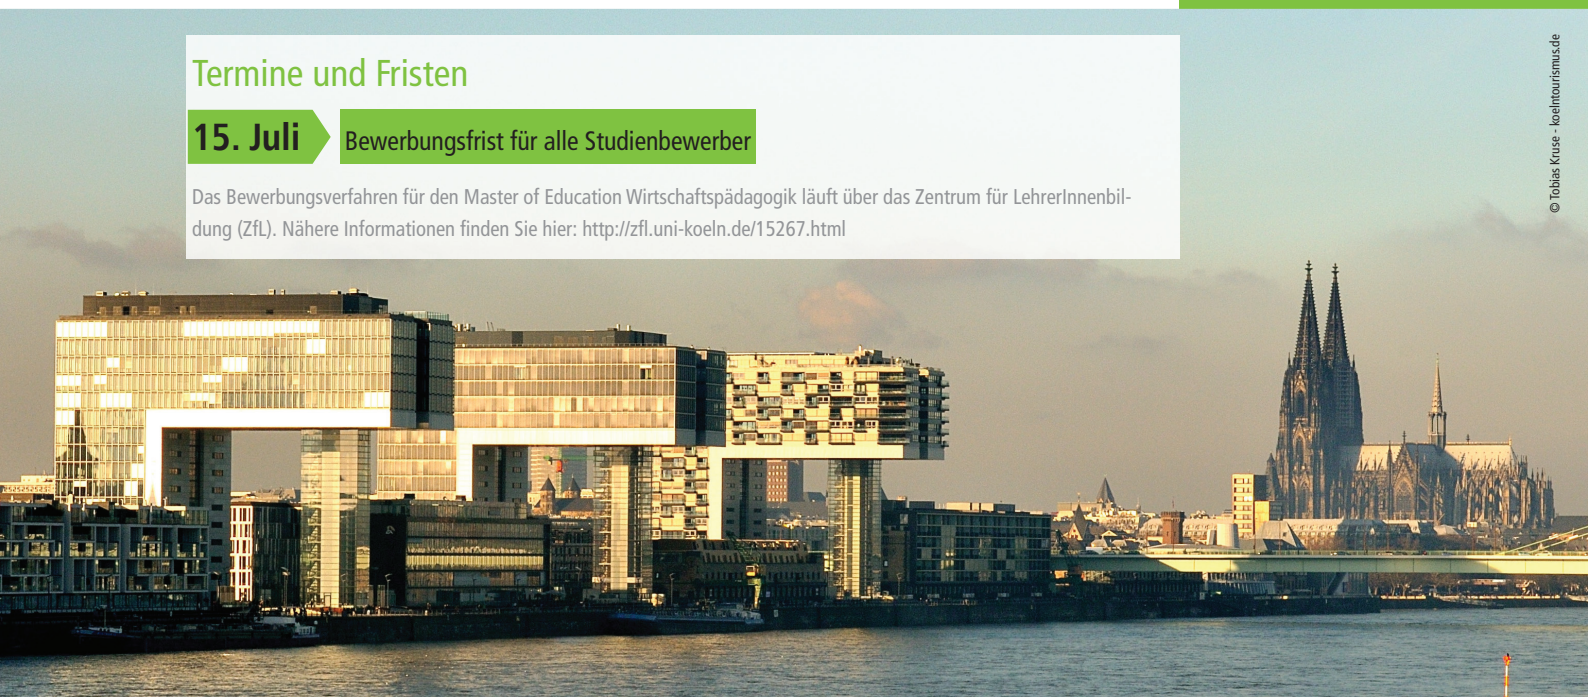 Termine und Fristen
15. Juli Bewerbungsfrist für alle Studienbewerber
Das Bewerbungsverfahren für den Master of Education Wirtschaftspädagogik läuft über das Zentrum für LehrerInnenbil-
dung (ZfL). Nähere Informationen finden Sie hier: http://zfl.uni-koeln.de/15267.html
© Tobias Kruse - koelntourismus.de